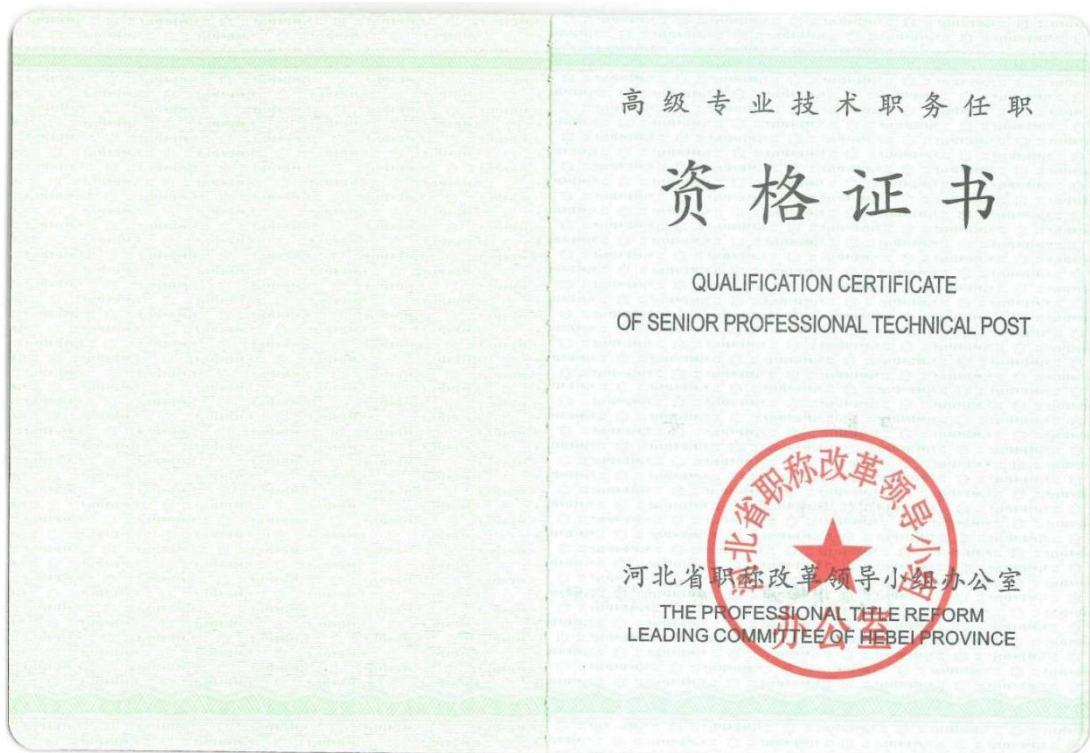 高级专业技术职务任职
资格证书
QUALIFICATION CERTIFICATE
OF SENIOR PROFESSIONAL TECHNICAL POST
河北省职称改革领导小组
河北省职称改革领导小组办公室
THE PROFESSIONAL TITLE REFORM
LEADING COMMITTEE OF HEBEI PROVINCE
办公室